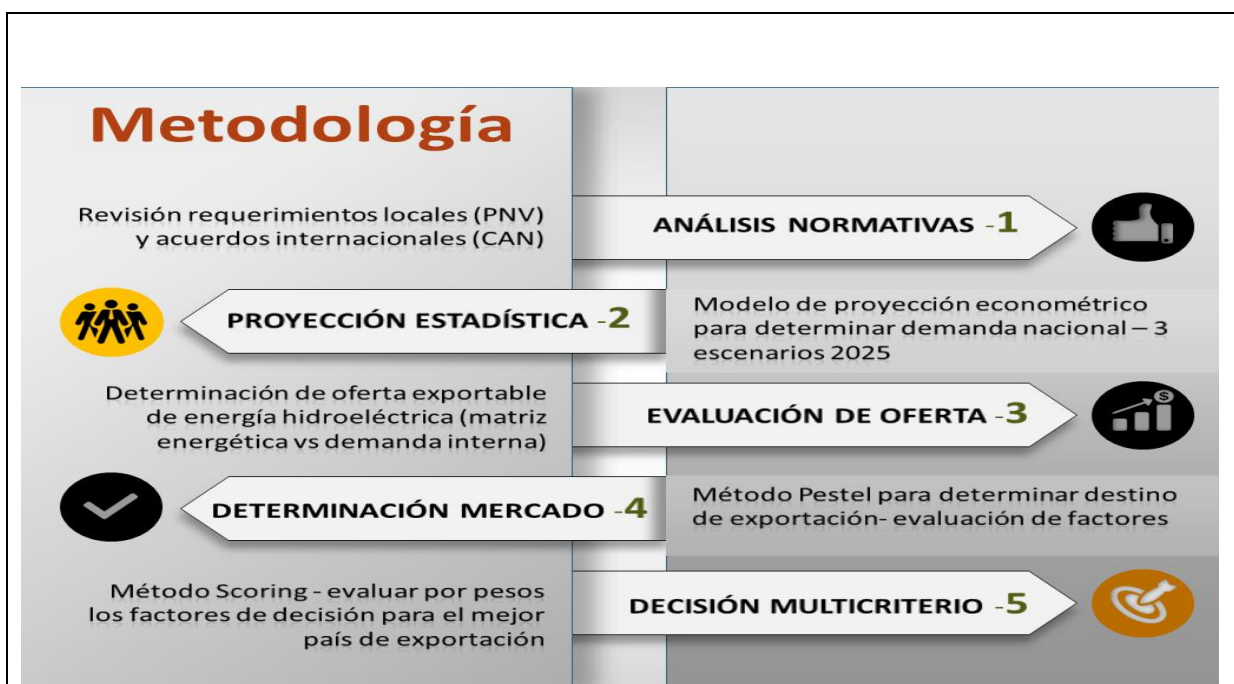 Metodología
Revisión requerimientos locales (PNV)
y acuerdos internacionales (CAN)
ANÁLISIS NORMATIVAS -1
PROYECCIÓN ESTADÍSTICA -2
Modelo de proyección econométrico
para determinar demanda nacional – 3
escenarios 2025
Determinación de oferta exportable
de energía hidroeléctrica (matriz
energética vs demanda interna)
EVALUACIÓN DE OFERTA -3
$
DETERMINACIÓN MERCADO -4
Método Pestel para determinar destino
de exportación- evaluación de factores
Método Scoring - evaluar por pesos
los factores de decisión para el mejor
país de exportación
DECISIÓN MULTICRITERIO -5